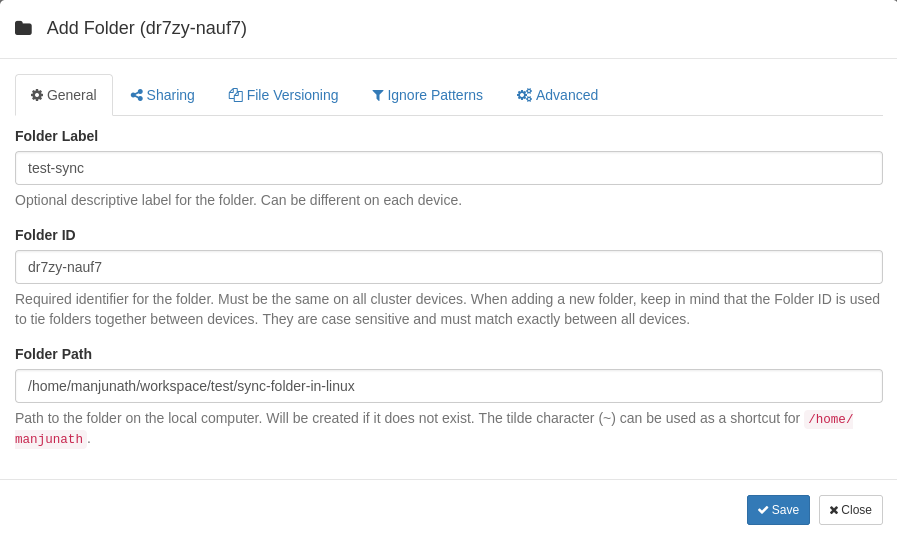 Add Folder (dr7zy-nauf7)
General Sharing File Versioning Ignore Patterns Advanced
Folder Label
test-sync
Optional descriptive label for the folder. Can be different on each device.
Folder ID
dr7zy-nauf7
Required identifier for the folder. Must be the same on all cluster devices. When adding a new folder, keep in mind that the Folder ID is used
to tie folders together between devices. They are case sensitive and must match exactly between all devices.
Folder Path
/home/manjunath/workspace/test/sync-folder-in-linux
Path to the folder on the local computer. Will be created if it does not exist. The tilde character (~) can be used as a shortcut for /home/
manjunath.
Save Close